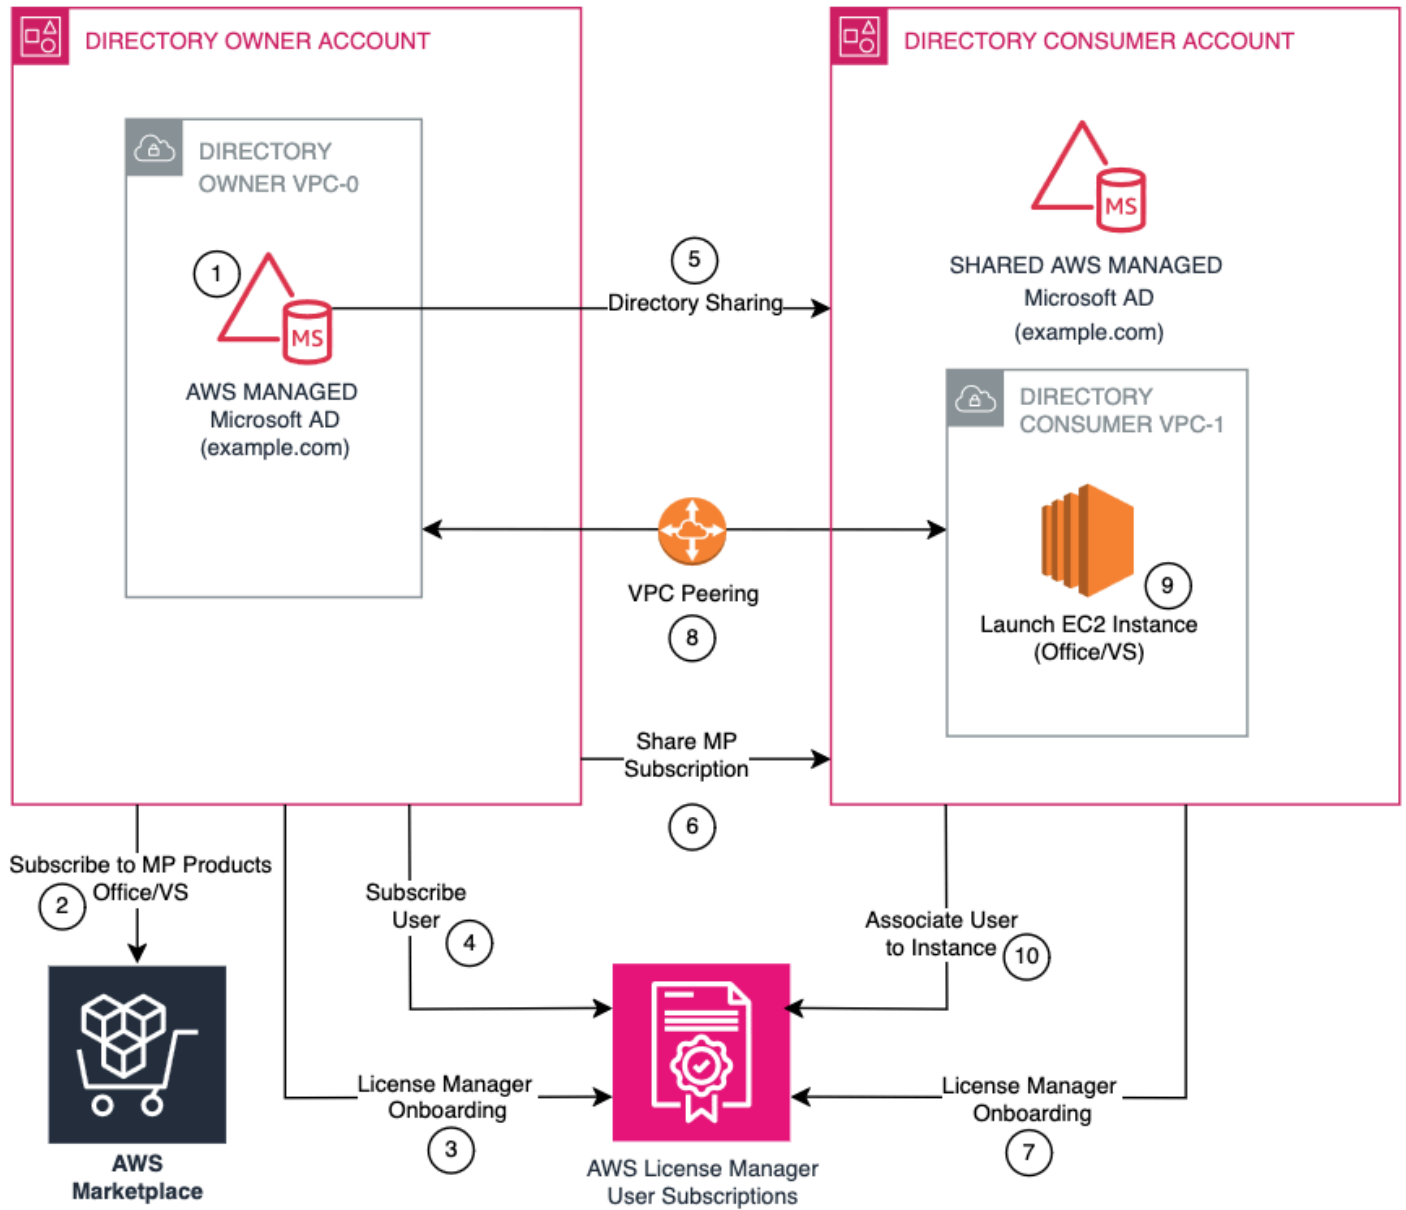 DIRECTORY OWNER ACCOUNT
DIRECTORY
OWNER VPC-0
1
MS
AWS MANAGED
Microsoft AD
(example.com)
5
Directory Sharing
DIRECTORY CONSUMER ACCOUNT
MS
SHARED AWS MANAGED
Microsoft AD
(example.com)
DIRECTORY
CONSUMER VPC-1
9
Launch EC2 Instance
(Office/VS)
VPC Peering
8
Share MP
Subscription
6
Subscribe to MP Products
Office/VS
2
Subscribe
User
4
Associate User
to Instance
10
License Manager
Onboarding
3
License Manager
Onboarding
7
AWS
Marketplace
AWS License Manager
User Subscriptions